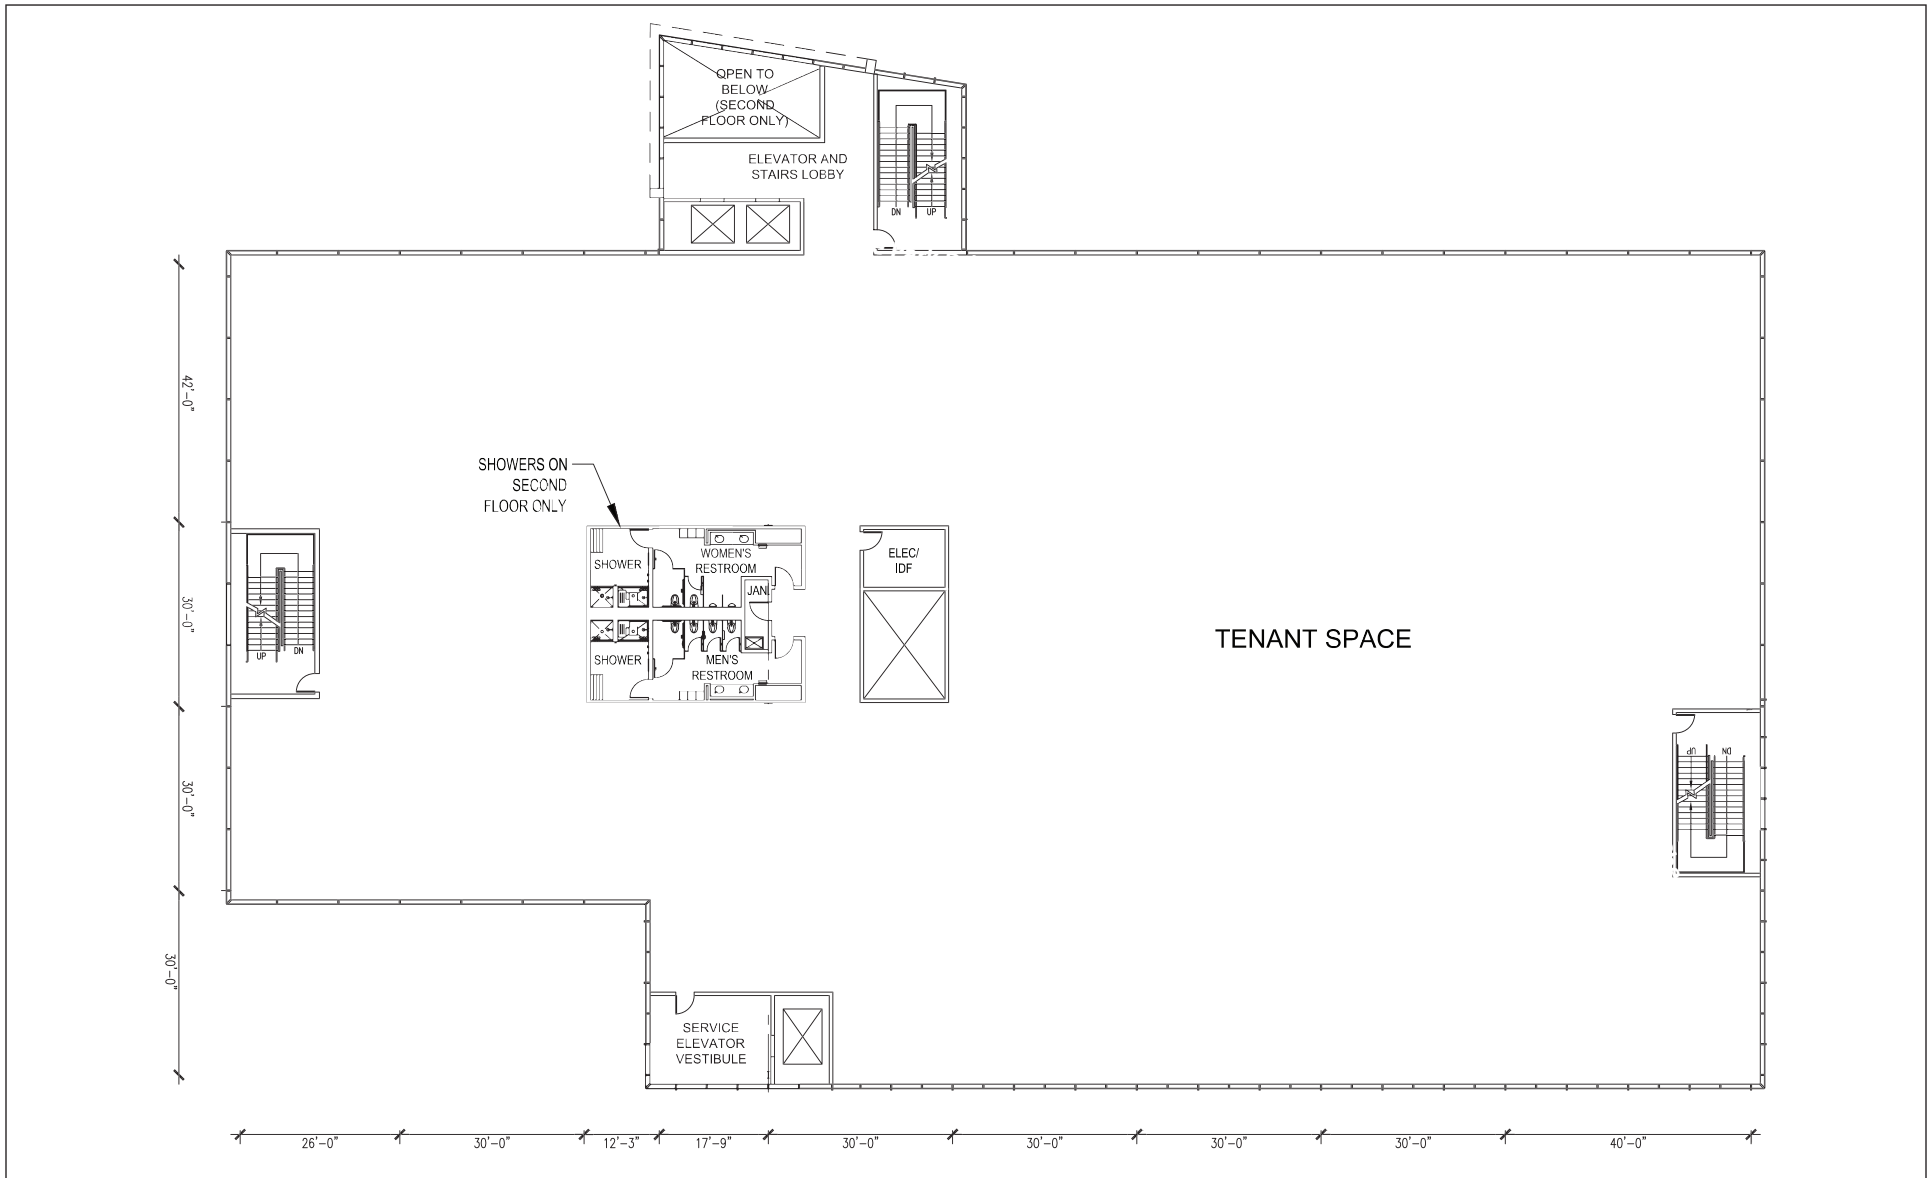 OPEN TO
BELOW
(SECOND
FLOOR ONLY)
ELEVATOR AND
STAIRS LOBBY
DN
UP
42'-0"
SHOWERS ON
SECOND
FLOOR ONLY
WOMEN'S
RESTROOM
SHOWER
JAN.
ELEC/
IDF
30'-0"
UP
DN
SHOWER
MEN'S
RESTROOM
TENANT SPACE
UP
DN
30'-0"
30'-0"
SERVICE
ELEVATOR
VESTIBULE
26'-0"
30'-0"
12'-3"
17'-9"
30'-0"
30'-0"
30'-0"
30'-0"
40'-0"